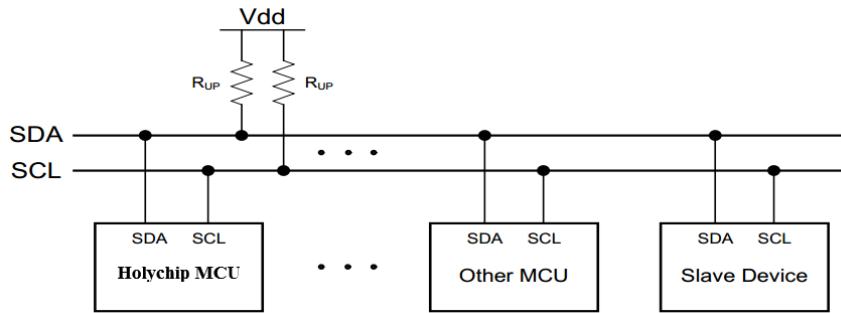 Vdd
RUP RUP
SDA
SCL
SDA SCL SDA SCL SDA SCL
Holychip MCU Other MCU Slave Device